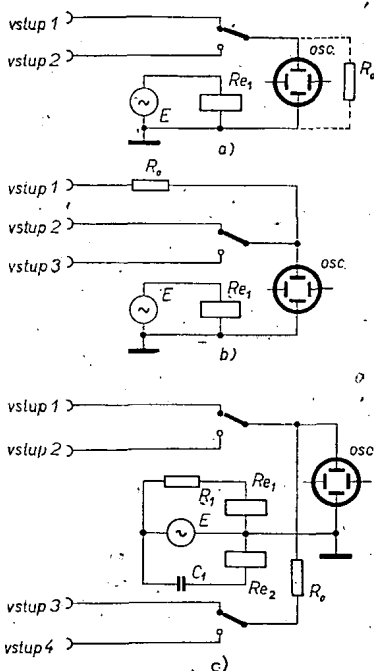 vstup 1
osc.
vstup 2
Re1
Ro
E
a)
Ro
vstup 1
vstup 2
vstup 3
osc.
E
Re1
b)
vstup 1
vstup 2
osc
R1
Re1
E
C1
Re2
Ro
vstup 3
vstup 4
c)